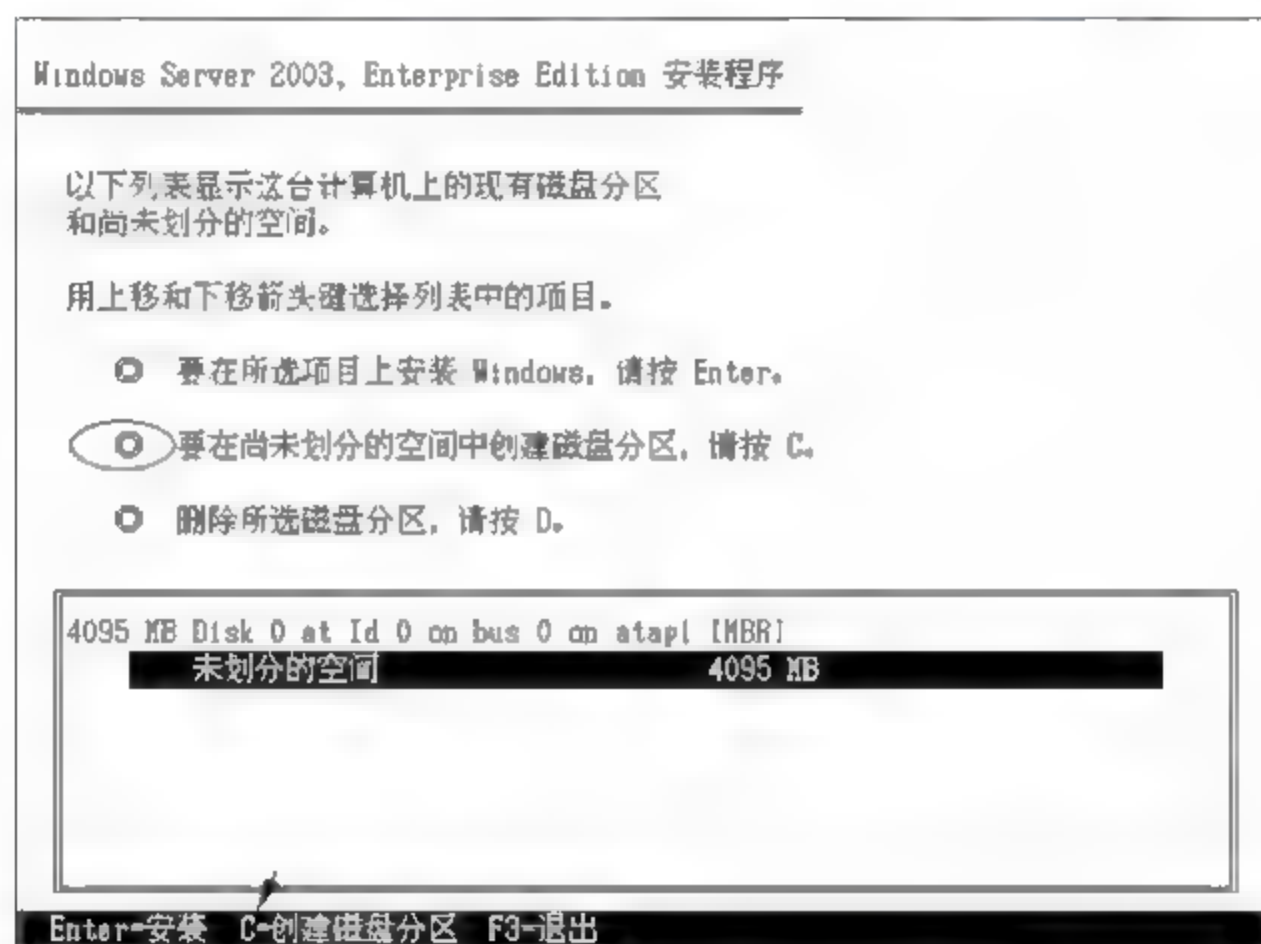 Windows Server 2003, Enterprise Edition 安装程序
以下列表显示这台计算机上的现有磁盘分区
和尚未划分的空间。
用上移和下移箭头键选择列表中的项目。
要在所选项目上安装 Windows, 请按 Enter。
要在尚未划分的空间中创建磁盘分区, 请按 C。
删除所选磁盘分区, 请按 D。
4095 MB Disk 0 at Id 0 on bus 0 on atapi [MBR]
未划分的空间 4095 MB
Enter=安装 C=创建磁盘分区 F3=退出